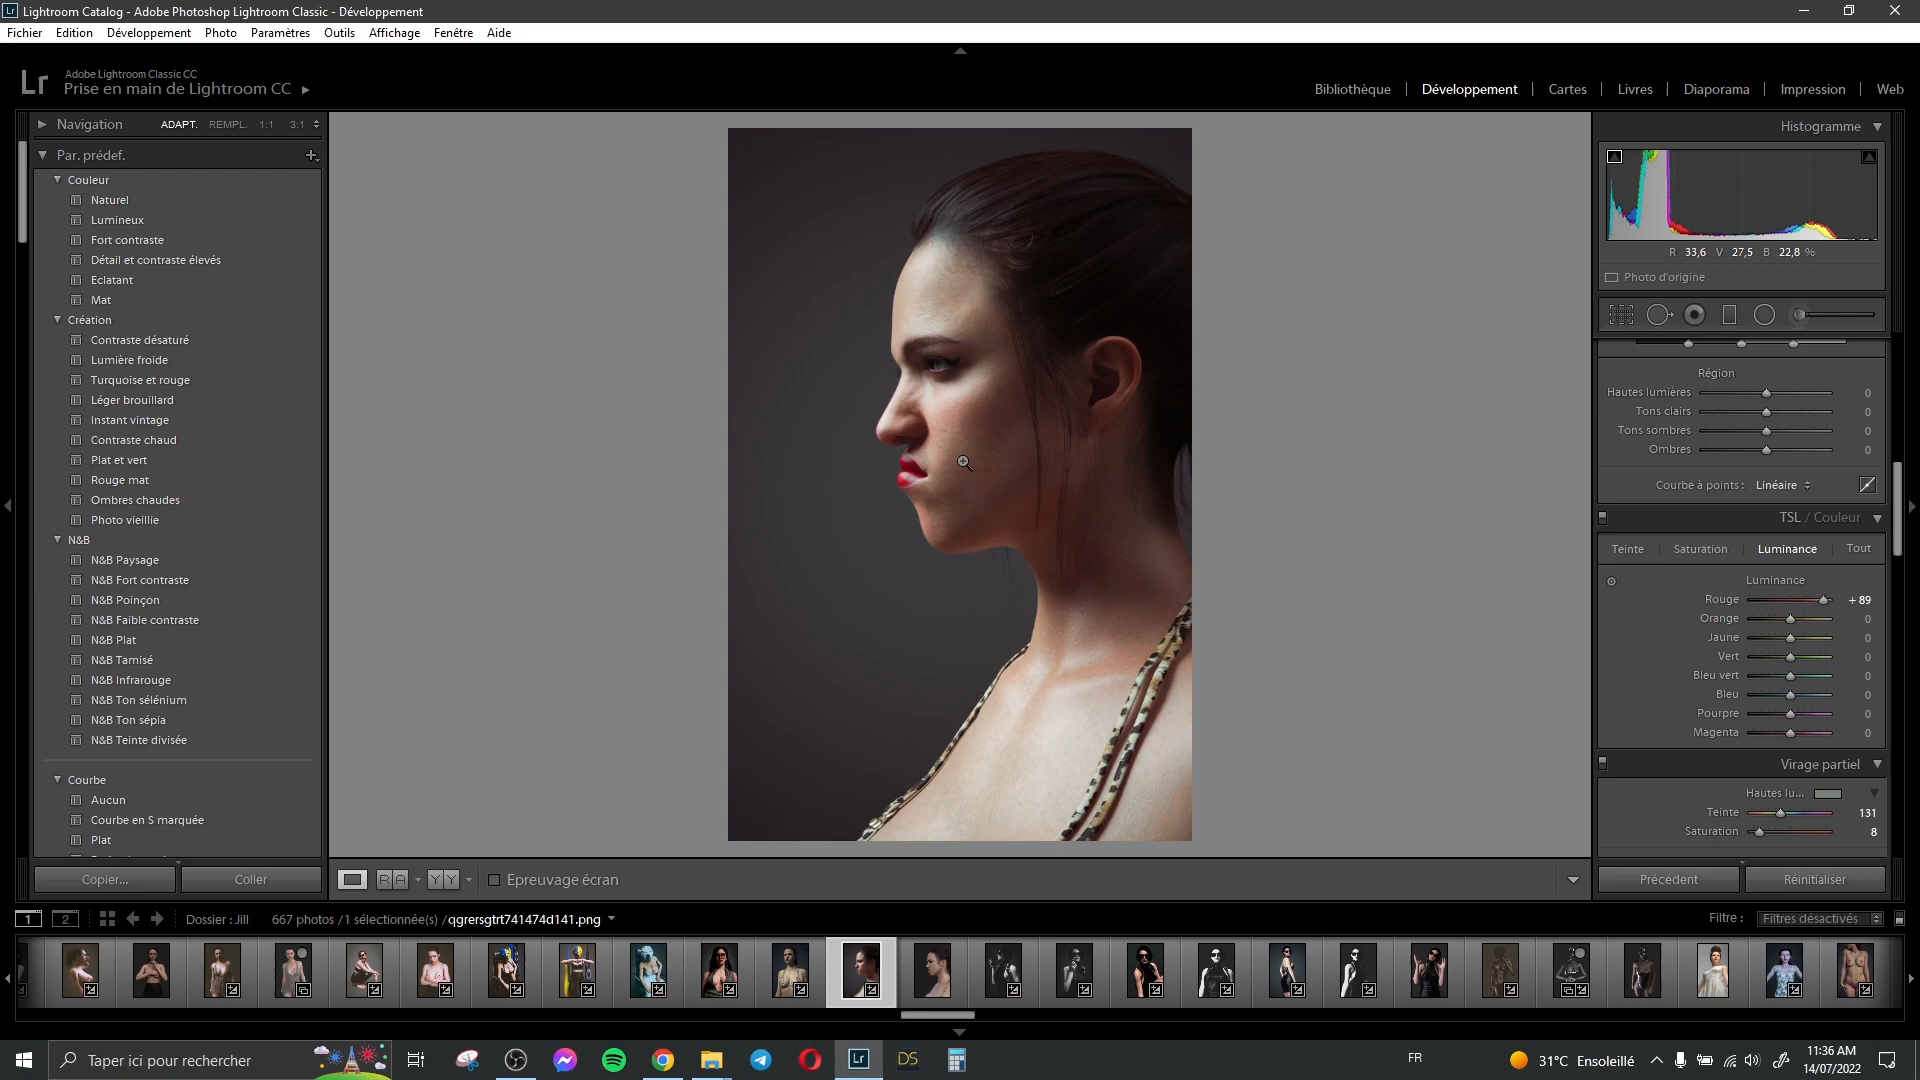 Lr Lightroom Catalog - Adobe Photoshop Lightroom Classic - Développement
Fichier Edition Développement Photo Paramètres Outils Affichage Fenêtre Aide
Lr Adobe Lightroom Classic CC
Prise en main de Lightroom CC
Bibliothèque | Développement | Cartes | Livres | Diaporama | Impression | Web
Navigation ADAPT. REMPL. 1:1 3:1
Par. prédef.
Couleur
Naturel
Lumineux
Fort contraste
Détail et contraste élevés
Eclatant
Mat
Création
Contraste désaturé
Lumière froide
Turquoise et rouge
Léger brouillard
Instant vintage
Contraste chaud
Plat et vert
Rouge mat
Ombres chaudes
Photo vieillie
N&B
N&B Paysage
N&B Fort contraste
N&B Poinçon
N&B Faible contraste
N&B Plat
N&B Tamisé
N&B Infrarouge
N&B Ton sélénium
N&B Ton sépia
N&B Teinte divisée
Courbe
Aucun
Courbe en S marquée
Plat
Copier... Coller
Histogramme
R 33,6 V 27,5 B 22,8 %
Photo d'origine
Région
Hautes lumières 0
Tons clairs 0
Tons sombres 0
Ombres 0
Courbe à points : Linéaire
TSL / Couleur
Teinte Saturation Luminance Tout
Luminance
Rouge + 89
Orange 0
Jaune 0
Vert 0
Bleu vert 0
Bleu 0
Pourpre 0
Magenta 0
Virage partiel
Hautes lu...
Teinte 131
Saturation 8
Précédent Réinitialiser
R A Y Y Epreuvage écran
1 2 Dossier : Jill 667 photos /1 sélectionnée(s) /qgrersgtrt741474d141.png
Filtre : Filtres désactivés
Taper ici pour rechercher
Lr DS
FR
31°C Ensoleillé
11:36 AM
14/07/2022